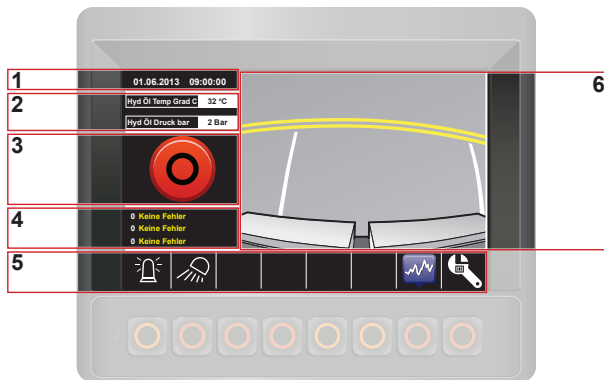 1
01.06.2013 09:00:00
2
Hyd Öl Temp Grad C 32 °C
Hyd Öl Druck bar 2 Bar
3
4
0 Keine Fehler
0 Keine Fehler
0 Keine Fehler
5
6